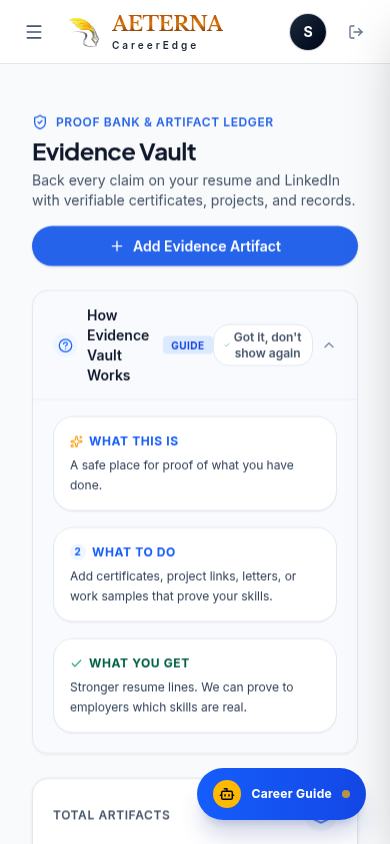 AETERNA
CareerEdge
S
PROOF BANK & ARTIFACT LEDGER
Evidence Vault
Back every claim on your resume and LinkedIn
with verifiable certificates, projects, and records.
Add Evidence Artifact
How
Evidence
Vault
Works
GUIDE
Got It, don't
show again
WHAT THIS IS
A safe place for proof of what you have
done.
2 WHAT TO DO
Add certificates, project links, letters, or
work samples that prove your skills.
WHAT YOU GET
Stronger resume lines. We can prove to
employers which skills are real.
TOTAL ARTIFACTS
Career Guide